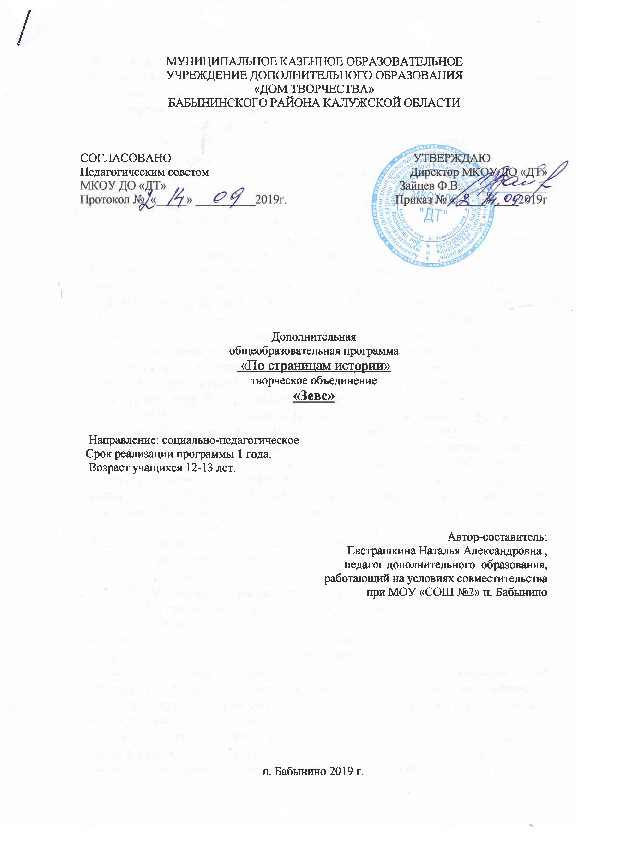 МУНИЦИПАЛЬНОЕ КАЗЕННОЕ ОБРАЗОВАТЕЛЬНОЕ
УЧРЕЖДЕНИЕ ДОПОЛНИТЕЛЬНОГО ОБРАЗОВАНИЯ
«ДОМ ТВОРЧЕСТВА»
БАБЫНИНСКОГО РАЙОНА КАЛУЖСКОЙ ОБЛАСТИ
СОГЛАСОВАНО
Педагогическим советом
МКОУ ДО «ДТ»
Протокол № 2 « 14 » 09 2019г.
УТВЕРЖДАЮ
Директор МКОУ ДО «ДТ»
Зайцев Ф.В.
Приказ № 2 14.09 2019г
"ДТ"
Дополнительная
общеобразовательная программа
«По страницам истории»
творческое объединение
«Зевс»
Направление: социально-педагогическое
Срок реализации программы 1 года.
Возраст учащихся 12-13 лет.
Автор-составитель:
Евстрашкина Наталья Александровна ,
педагог дополнительного образования,
работающий на условиях совместительства
при МОУ «СОШ №2» п. Бабынино
п. Бабынино 2019 г.